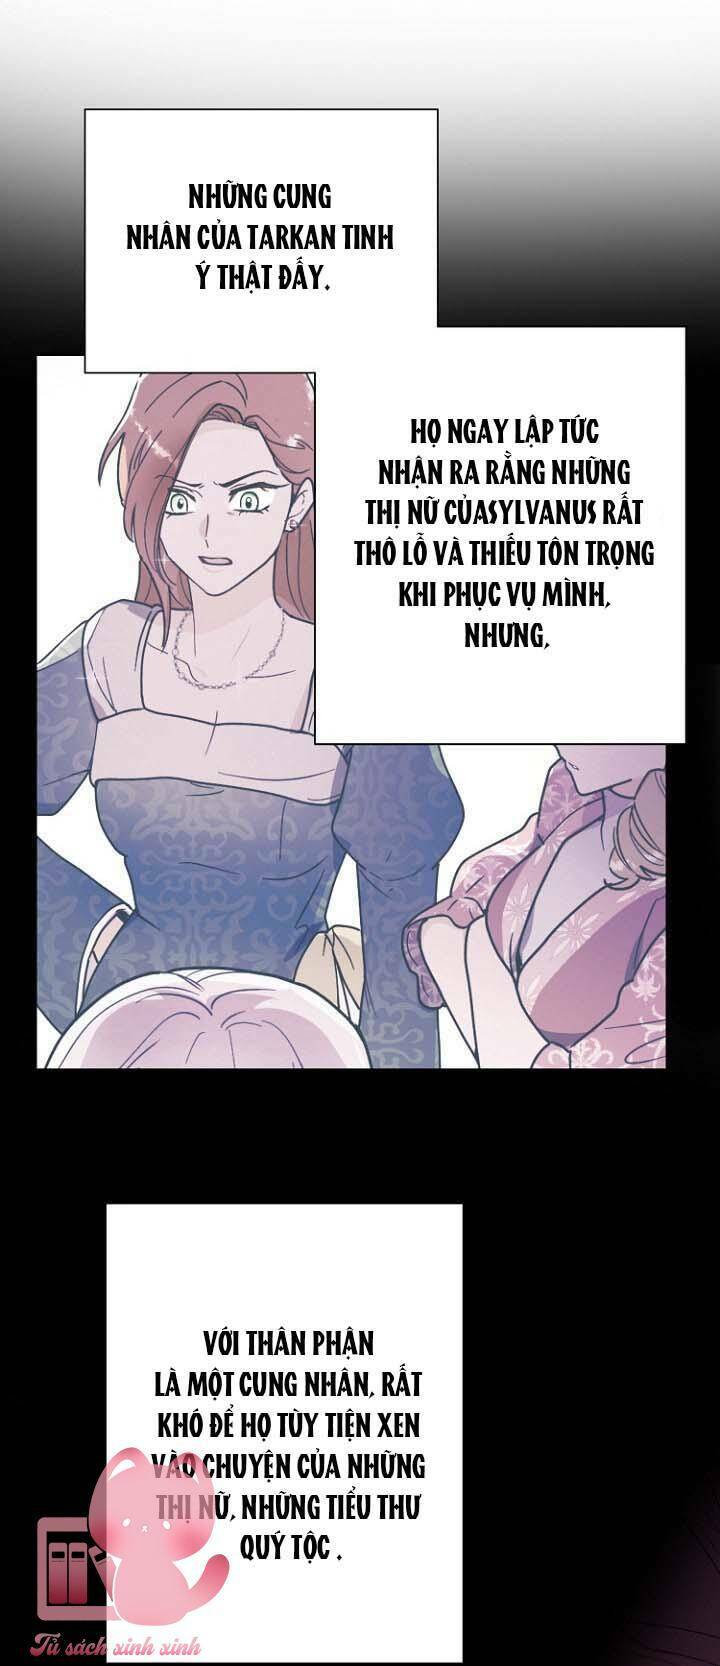 NHỮNG CUNG
NHÂN CỦA TARKAN TINH
Ý THẬT ĐẤY.
HỌ NGAY LẬP TỨC
NHẬN RA RẰNG NHỮNG
THỊ NỮ CỦASYLVANUS RẤT
THÔ LỖ VÀ THIẾU TÔN TRỌNG
KHI PHỤC VỤ MÌNH,
NHƯNG,
VỚI THÂN PHẬN
LÀ MỘT CUNG NHÂN, RẤT
KHÓ ĐỂ HỌ TÙY TIỆN XEN
VÀO CHUYỆN CỦA NHỮNG
THỊ NỮ, NHỮNG TIỂU THƯ
QUÝ TỘC .
Tủ sách xinh xinh